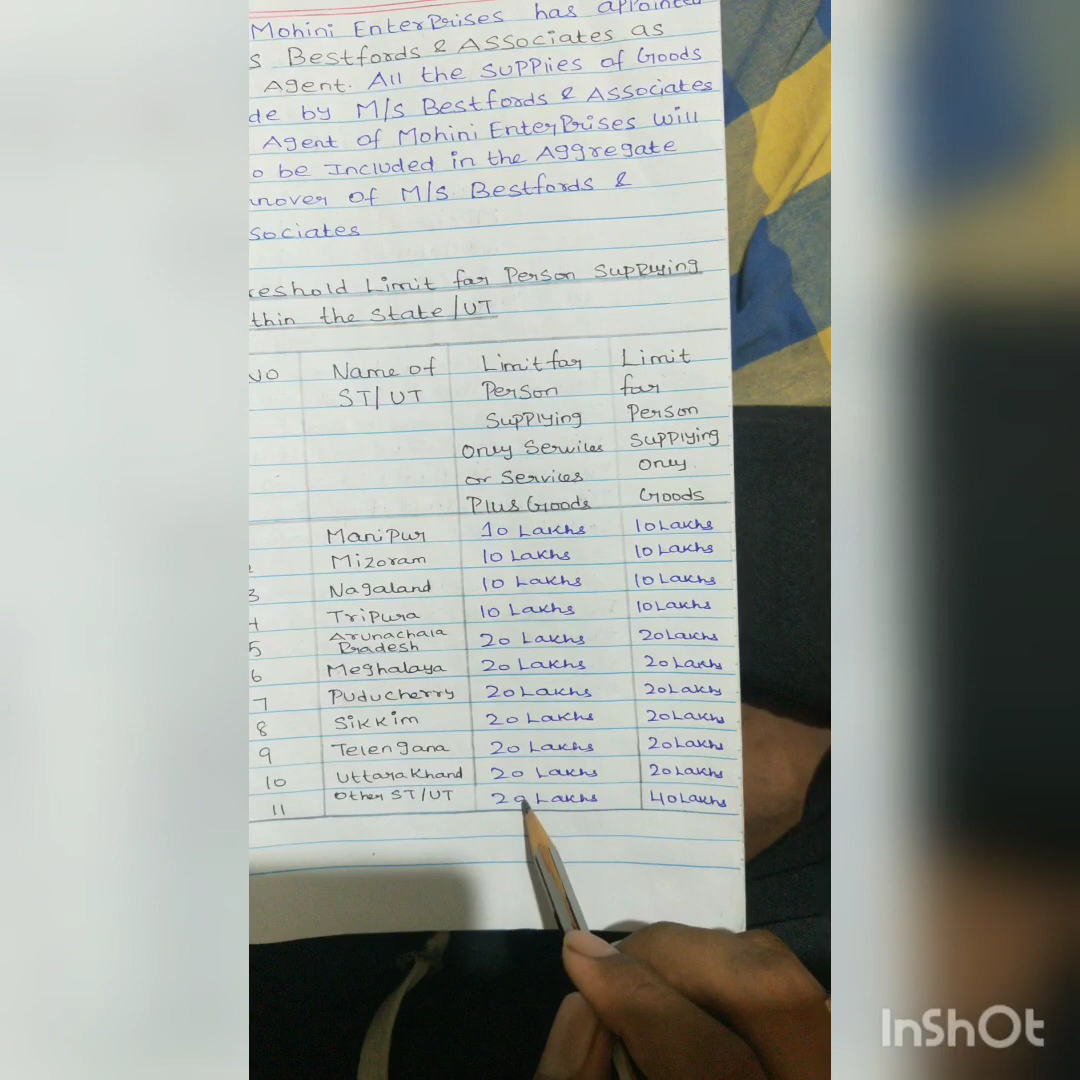 Mohini Enterprises has appointed
s Bestfords & Associates as
Agent. All the supplies of Goods
de by M/s Bestfords & Associates
Agent of Mohini Enterprises will
o be Included in the Aggregate
nover of M/s Bestfords &
sociates
reshold Limit for Person Supplying
thin the State/UT
NO Name of ST/UT Limit for Person Supplying Only Services or Services Plus Goods Limit for Person Supplying Only Goods
Manipur 10 Lakhs 10 Lakhs
2 Mizoram 10 Lakhs 10 Lakhs
3 Nagaland 10 Lakhs 10 Lakhs
4 Tripura 10 Lakhs 10 Lakhs
5 Arunachala Pradesh 20 Lakhs 20 Lakhs
6 Meghalaya 20 Lakhs 20 Lakhs
7 Puducherry 20 Lakhs 20 Lakhs
8 Sikkim 20 Lakhs 20 Lakhs
9 Telengana 20 Lakhs 20 Lakhs
10 Uttarakhand 20 Lakhs 20 Lakhs
11 Other ST/UT 20 Lakhs 40 Lakhs
InShOt